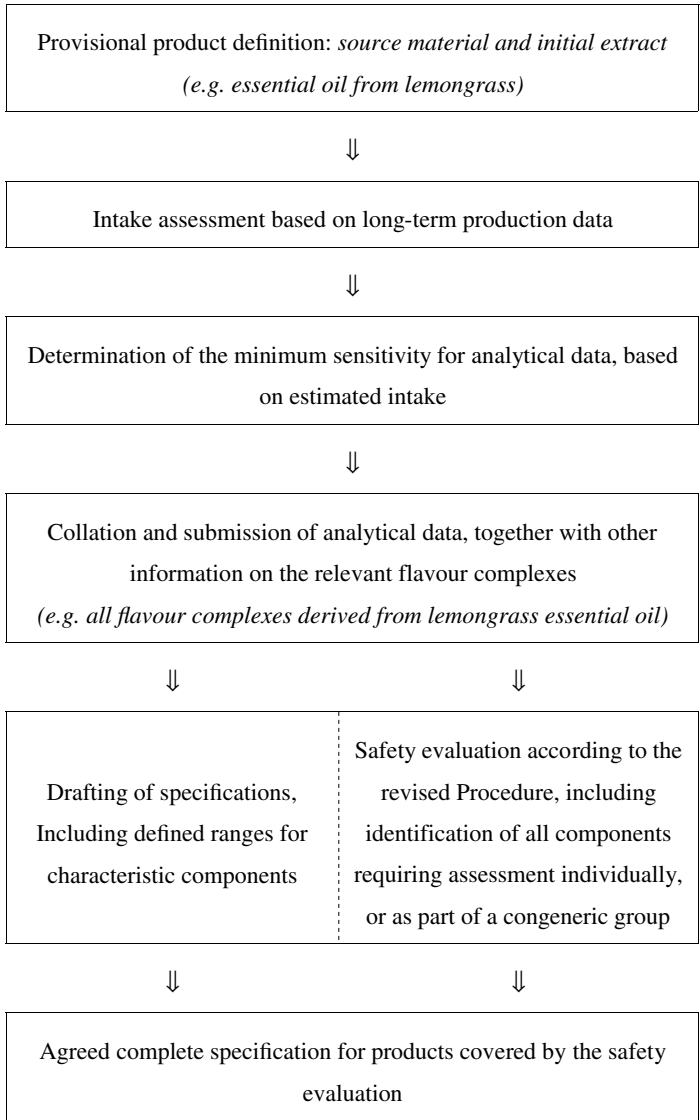 Provisional product definition: source material and initial extract
(e.g. essential oil from lemongrass)
⇓
Intake assessment based on long-term production data
⇓
Determination of the minimum sensitivity for analytical data, based
on estimated intake
⇓
Collation and submission of analytical data, together with other
information on the relevant flavour complexes
(e.g. all flavour complexes derived from lemongrass essential oil)
⇓ ⇓
Drafting of specifications,
Including defined ranges for
characteristic components
Safety evaluation according to the
revised Procedure, including
identification of all components
requiring assessment individually,
or as part of a congeneric group
⇓ ⇓
Agreed complete specification for products covered by the safety
evaluation